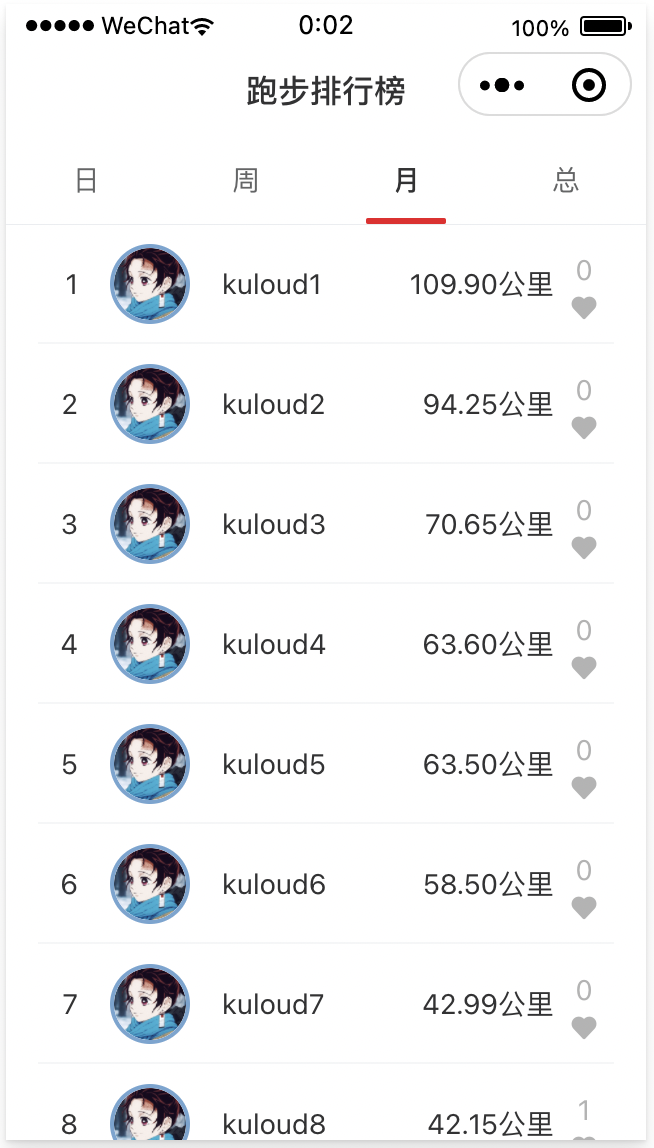 WeChat 0:02 100%
跑步排行榜
日 周 月 总
1 kuloud1 109.90公里 0
2 kuloud2 94.25公里 0
3 kuloud3 70.65公里 0
4 kuloud4 63.60公里 0
5 kuloud5 63.50公里 0
6 kuloud6 58.50公里 0
7 kuloud7 42.99公里 0
8 kuloud8 42.15公里 1